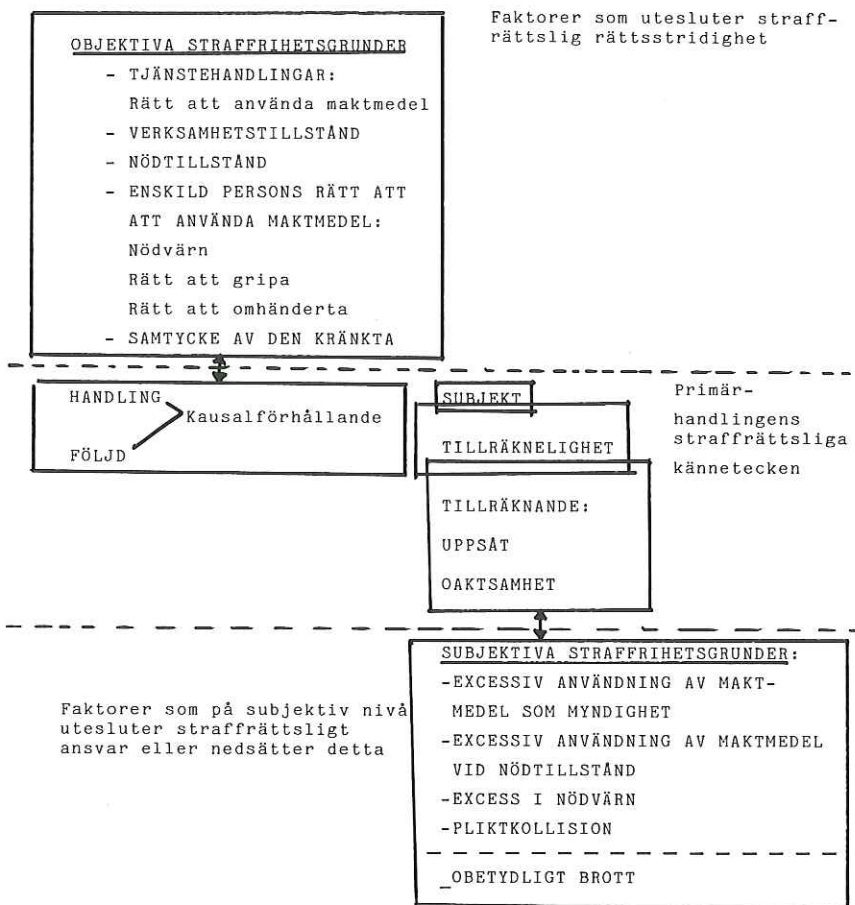 Faktorer som utesluter straff-
rättslig rättsstridighet
OBJEKTIVA STRAFFRIHETSGRUNDER
- TJÄNSTEHANDLINGAR:
Rätt att använda maktmedel
- VERKSAMHETSTILLSTÅND
- NÖDTILLSTÅND
- ENSKILD PERSONS RÄTT ATT
ATT ANVÄNDA MAKTMEDEL:
Nödvärn
Rätt att gripa
Rätt att omhänderta
- SAMTYCKE AV DEN KRÄNKTA
HANDLING
Kausalförhållande
FÖLJD
SUBJEKT
TILLRÄKNELIGHET
TILLRÄKNANDE:
UPPSÅT
OAKTSAMHET
Primär-
handlingens
straffrättsliga
kännetecken
SUBJEKTIVA STRAFFRIHETSGRUNDER:
-EXCESSIV ANVÄNDNING AV MAKT-
MEDEL SOM MYNDIGHET
-EXCESSIV ANVÄNDNING AV MAKTMEDEL
VID NÖDTILLSTÅND
-EXCESS I NÖDVÄRN
-PLIKTKOLLISION
_OBETYDLIGT BROTT
Faktorer som på subjektiv nivå
utesluter straffrättsligt
ansvar eller nedsätter detta